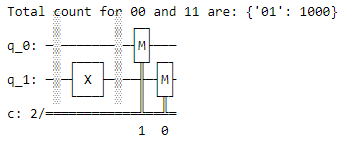 Total count for 00 and 11 are: {'01': 1000}
q_0: M
q_1: X M
c: 2/
1 0